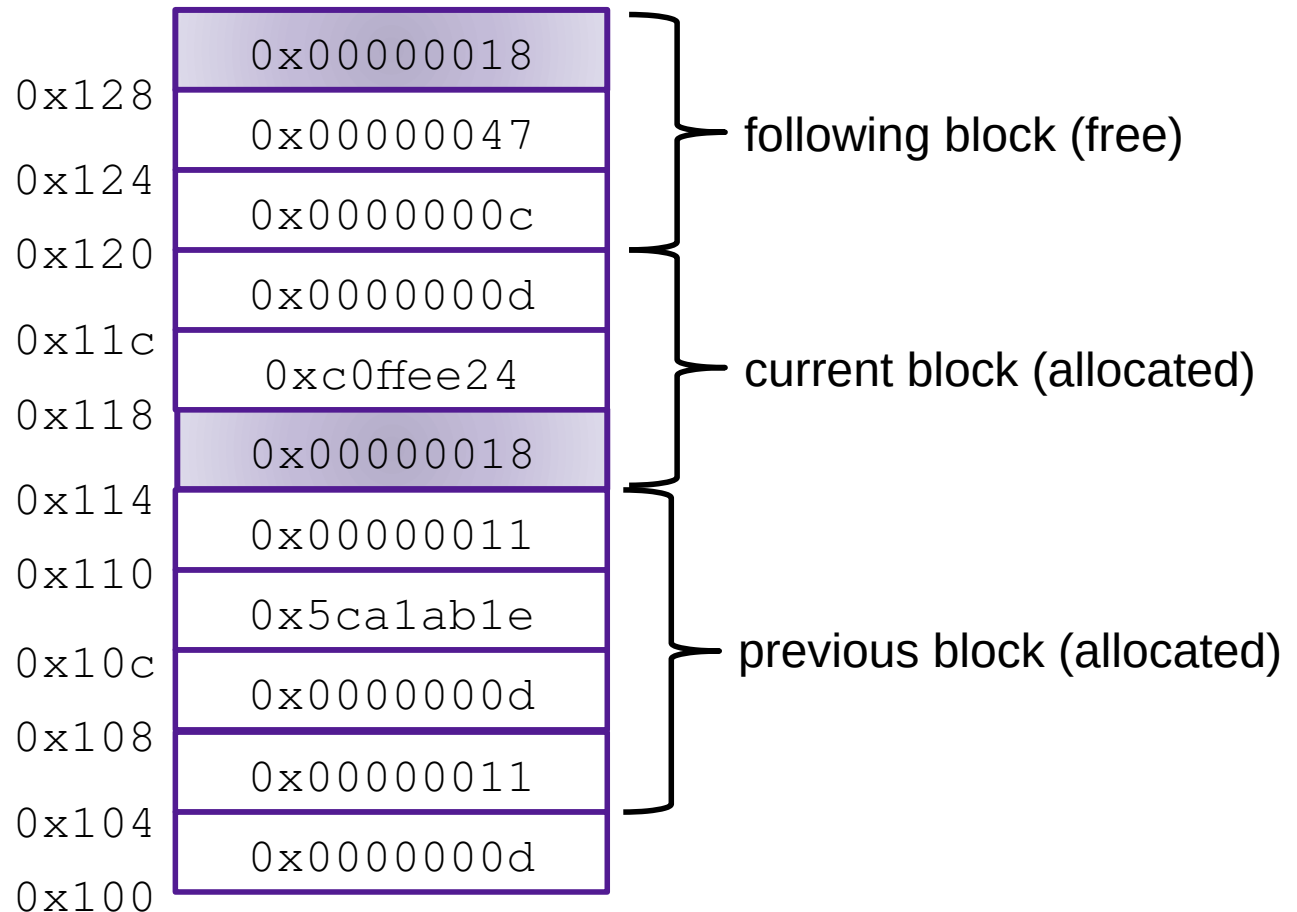 0x00000018
0x128
0x00000047
following block (free)
0x124
0x0000000c
0x120
0x0000000d
0x11c
0xc0ffee24
current block (allocated)
0x118
0x00000018
0x114
0x00000011
0x110
0x5ca1ab1e
0x10c
previous block (allocated)
0x0000000d
0x108
0x00000011
0x104
0x0000000d
0x100